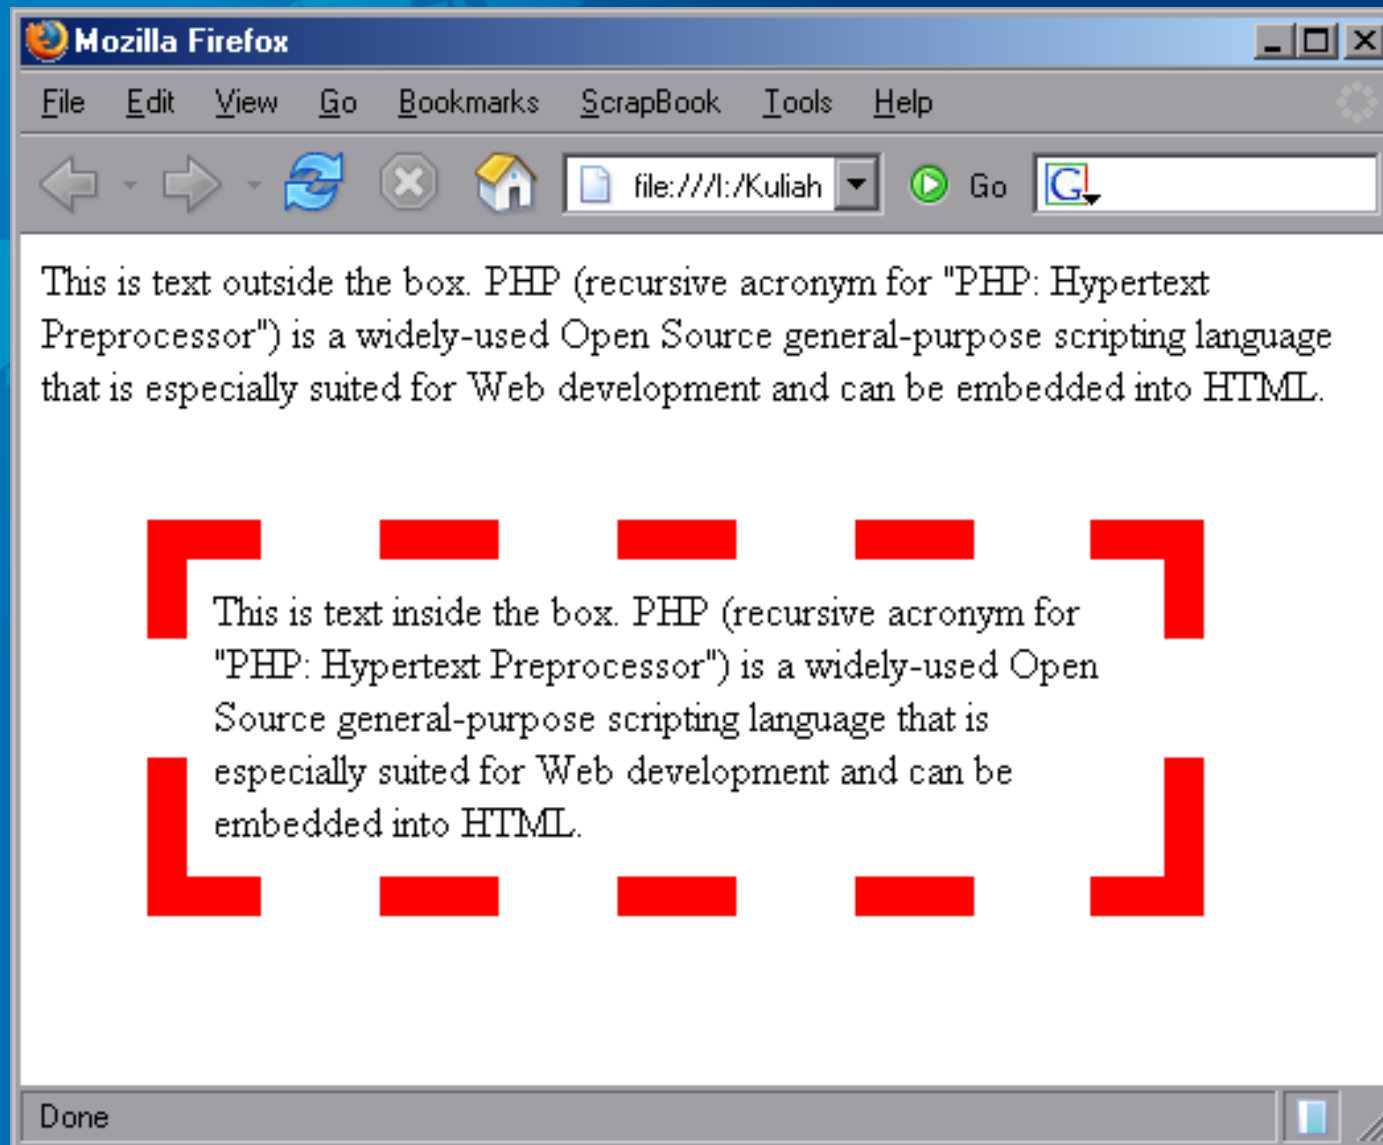 Mozilla Firefox
File Edit View Go Bookmarks ScrapBook Tools Help
file:///I:/Kuliah Go G
This is text outside the box. PHP (recursive acronym for "PHP: Hypertext
Preprocessor") is a widely-used Open Source general-purpose scripting language
that is especially suited for Web development and can be embedded into HTML.
This is text inside the box. PHP (recursive acronym for
"PHP: Hypertext Preprocessor") is a widely-used Open
Source general-purpose scripting language that is
especially suited for Web development and can be
embedded into HTML.
Done